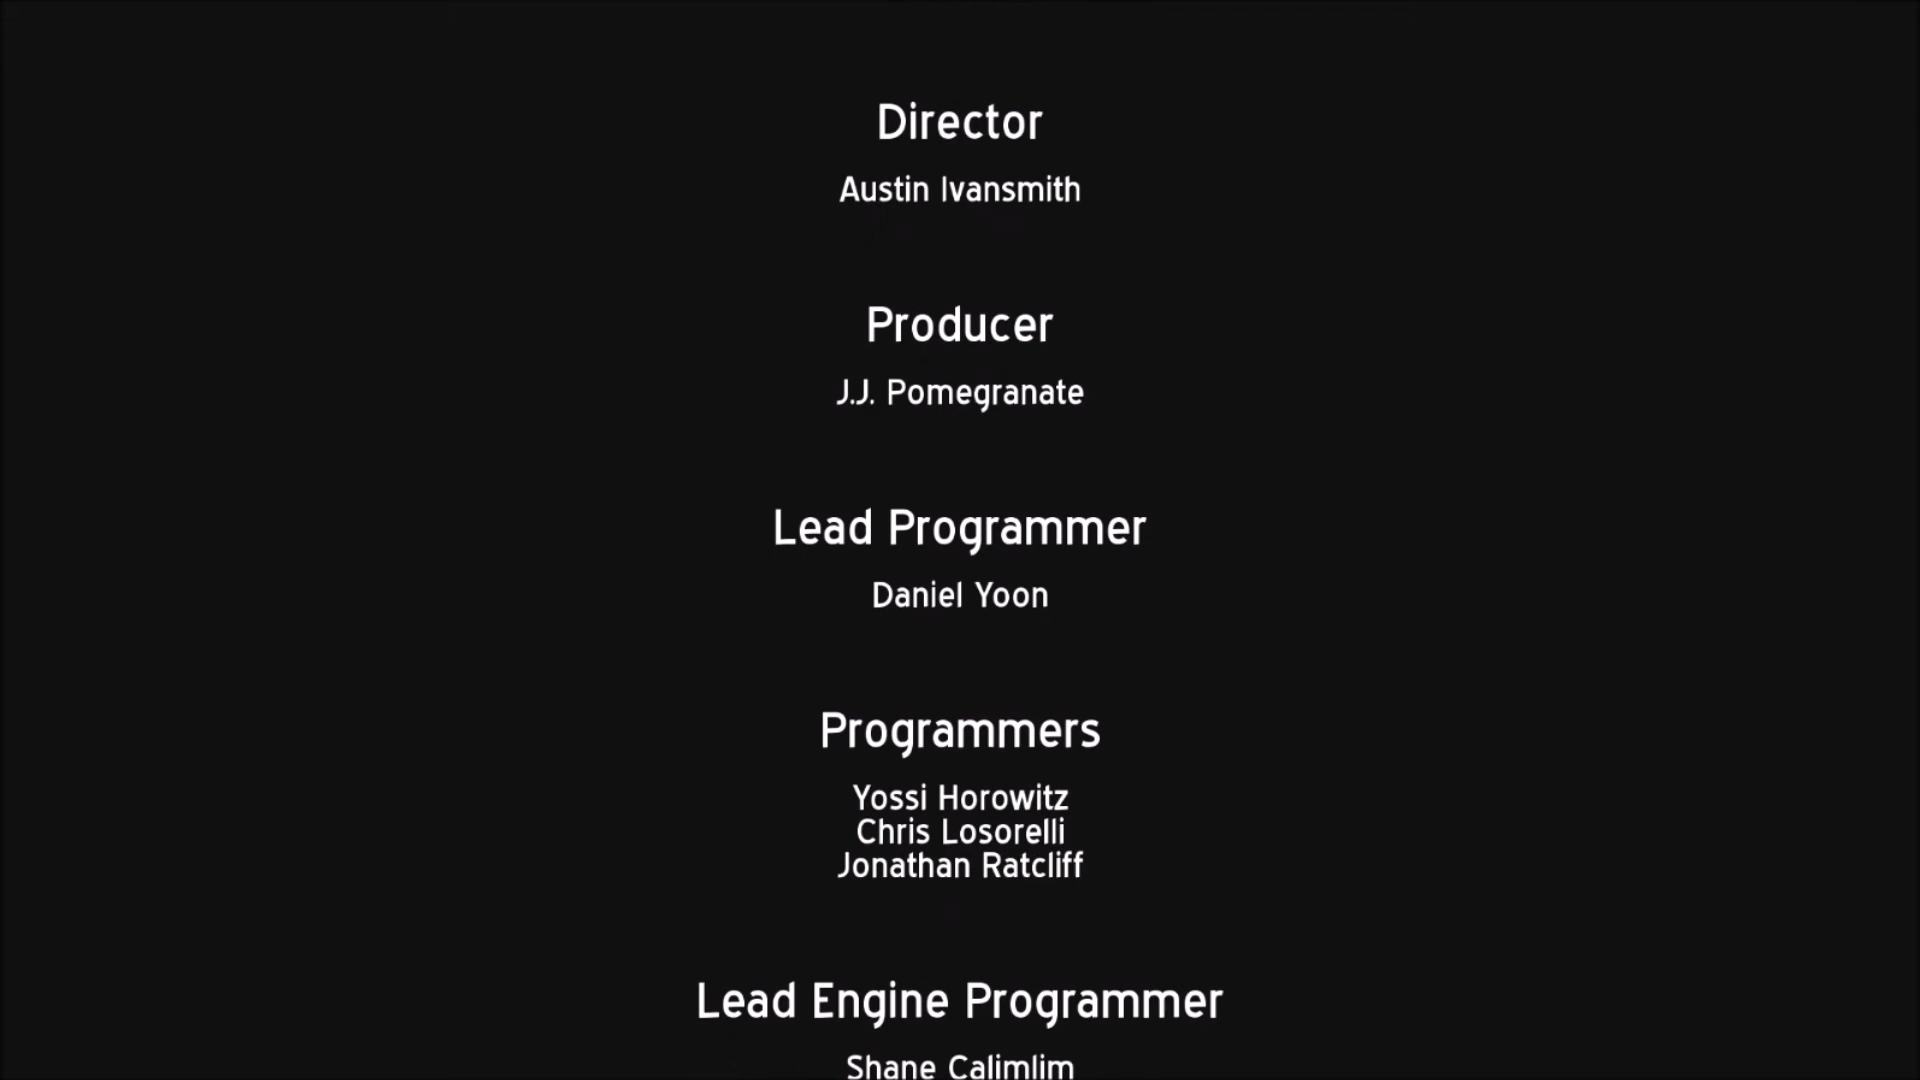 Director
Austin Ivansmith
Producer
J.J. Pomegranate
Lead Programmer
Daniel Yoon
Programmers
Yossi Horowitz
Chris Losorelli
Jonathan Ratcliff
Lead Engine Programmer
Shane Calimlim